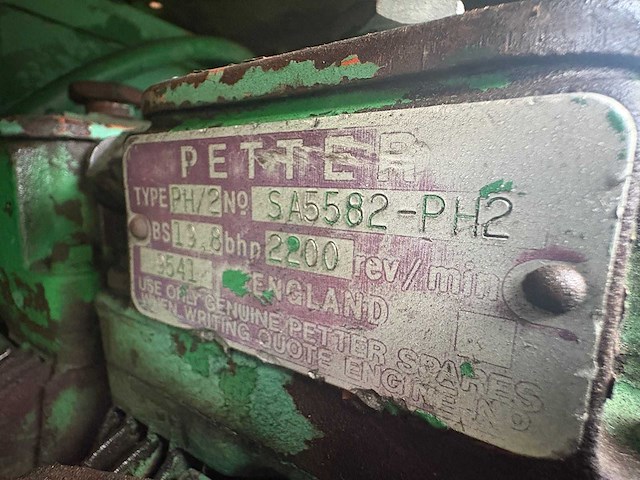 PETTER
TYPE PH/2 Nº SA5582-PH2
BS 19.8 bhp 2200 rev/min
9541 ENGLAND
USE ONLY GENUINE PETTER SPARES
WHEN WRITING QUOTE ENGINE Nº